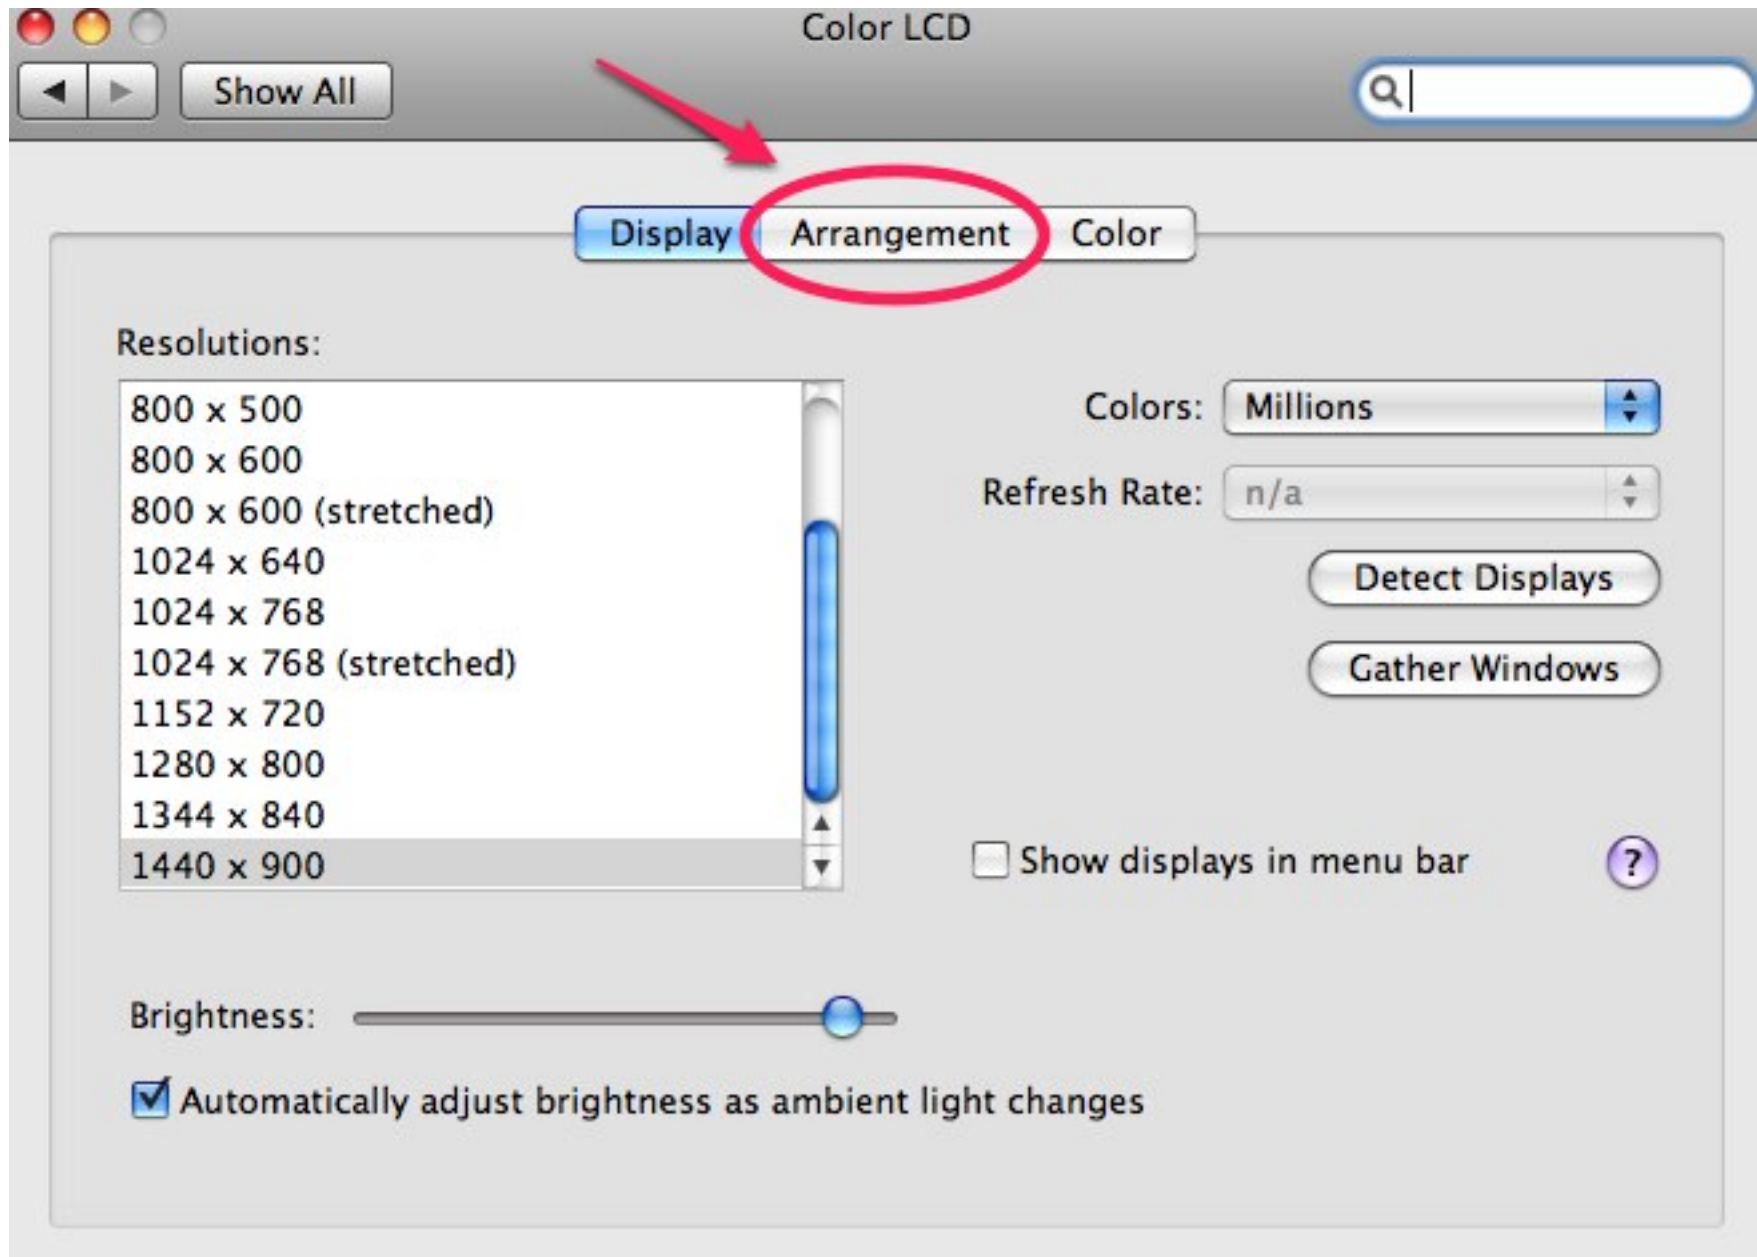 Color LCD
Show All
Display Arrangement Color
Resolutions:
800 x 500
800 x 600
800 x 600 (stretched)
1024 x 640
1024 x 768
1024 x 768 (stretched)
1152 x 720
1280 x 800
1344 x 840
1440 x 900
Colors: Millions
Refresh Rate: n/a
Detect Displays
Gather Windows
Show displays in menu bar ?
Brightness:
Automatically adjust brightness as ambient light changes